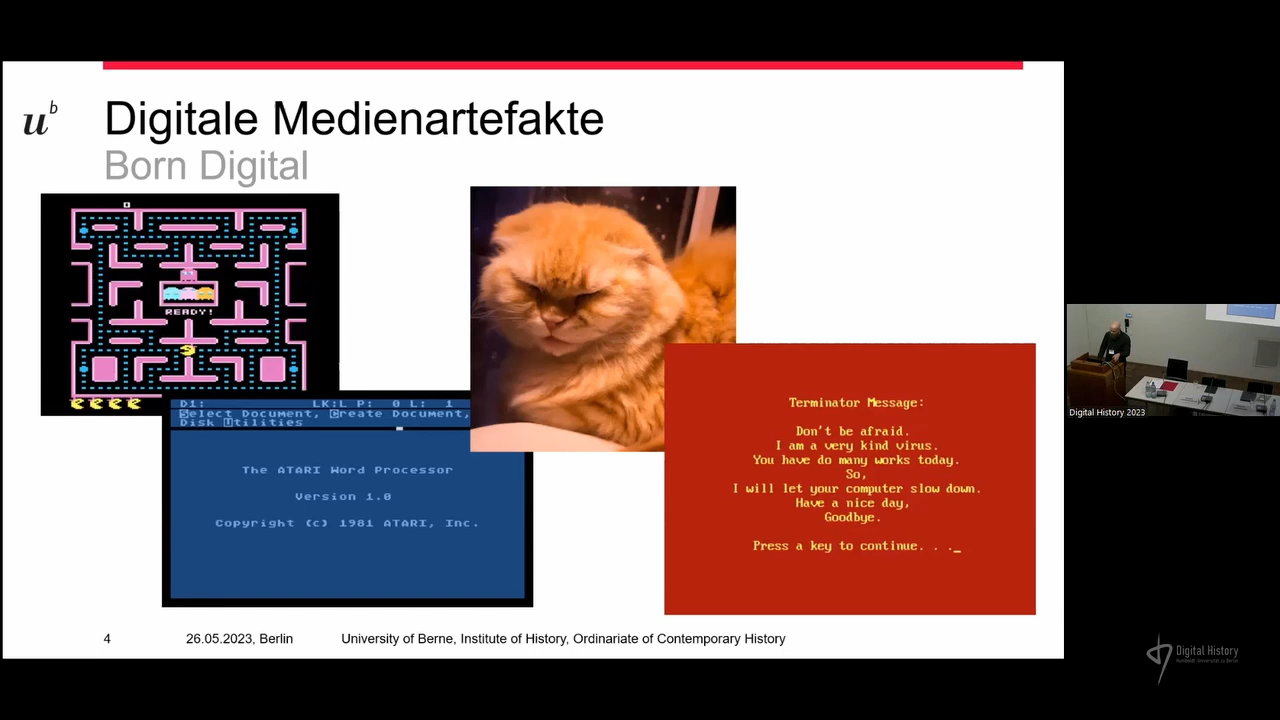 u^b
Digitale Medienartefakte
Born Digital
READY!
D1: LK:L P: 0 L: 1
Select Document, Create Document,
Disk Utilities
The ATARI Word Processor
Version 1.0
Copyright (c) 1981 ATARI, Inc.
Terminator Message:
Don't be afraid.
I am a very kind virus.
You have do many works today.
So,
I will let your computer slow down.
Have a nice day,
Goodbye.
Press a key to continue. . ._
4
26.05.2023, Berlin
University of Berne, Institute of History, Ordinariate of Contemporary History
Digital History 2023
Digital History
Humboldt-Universität zu Berlin